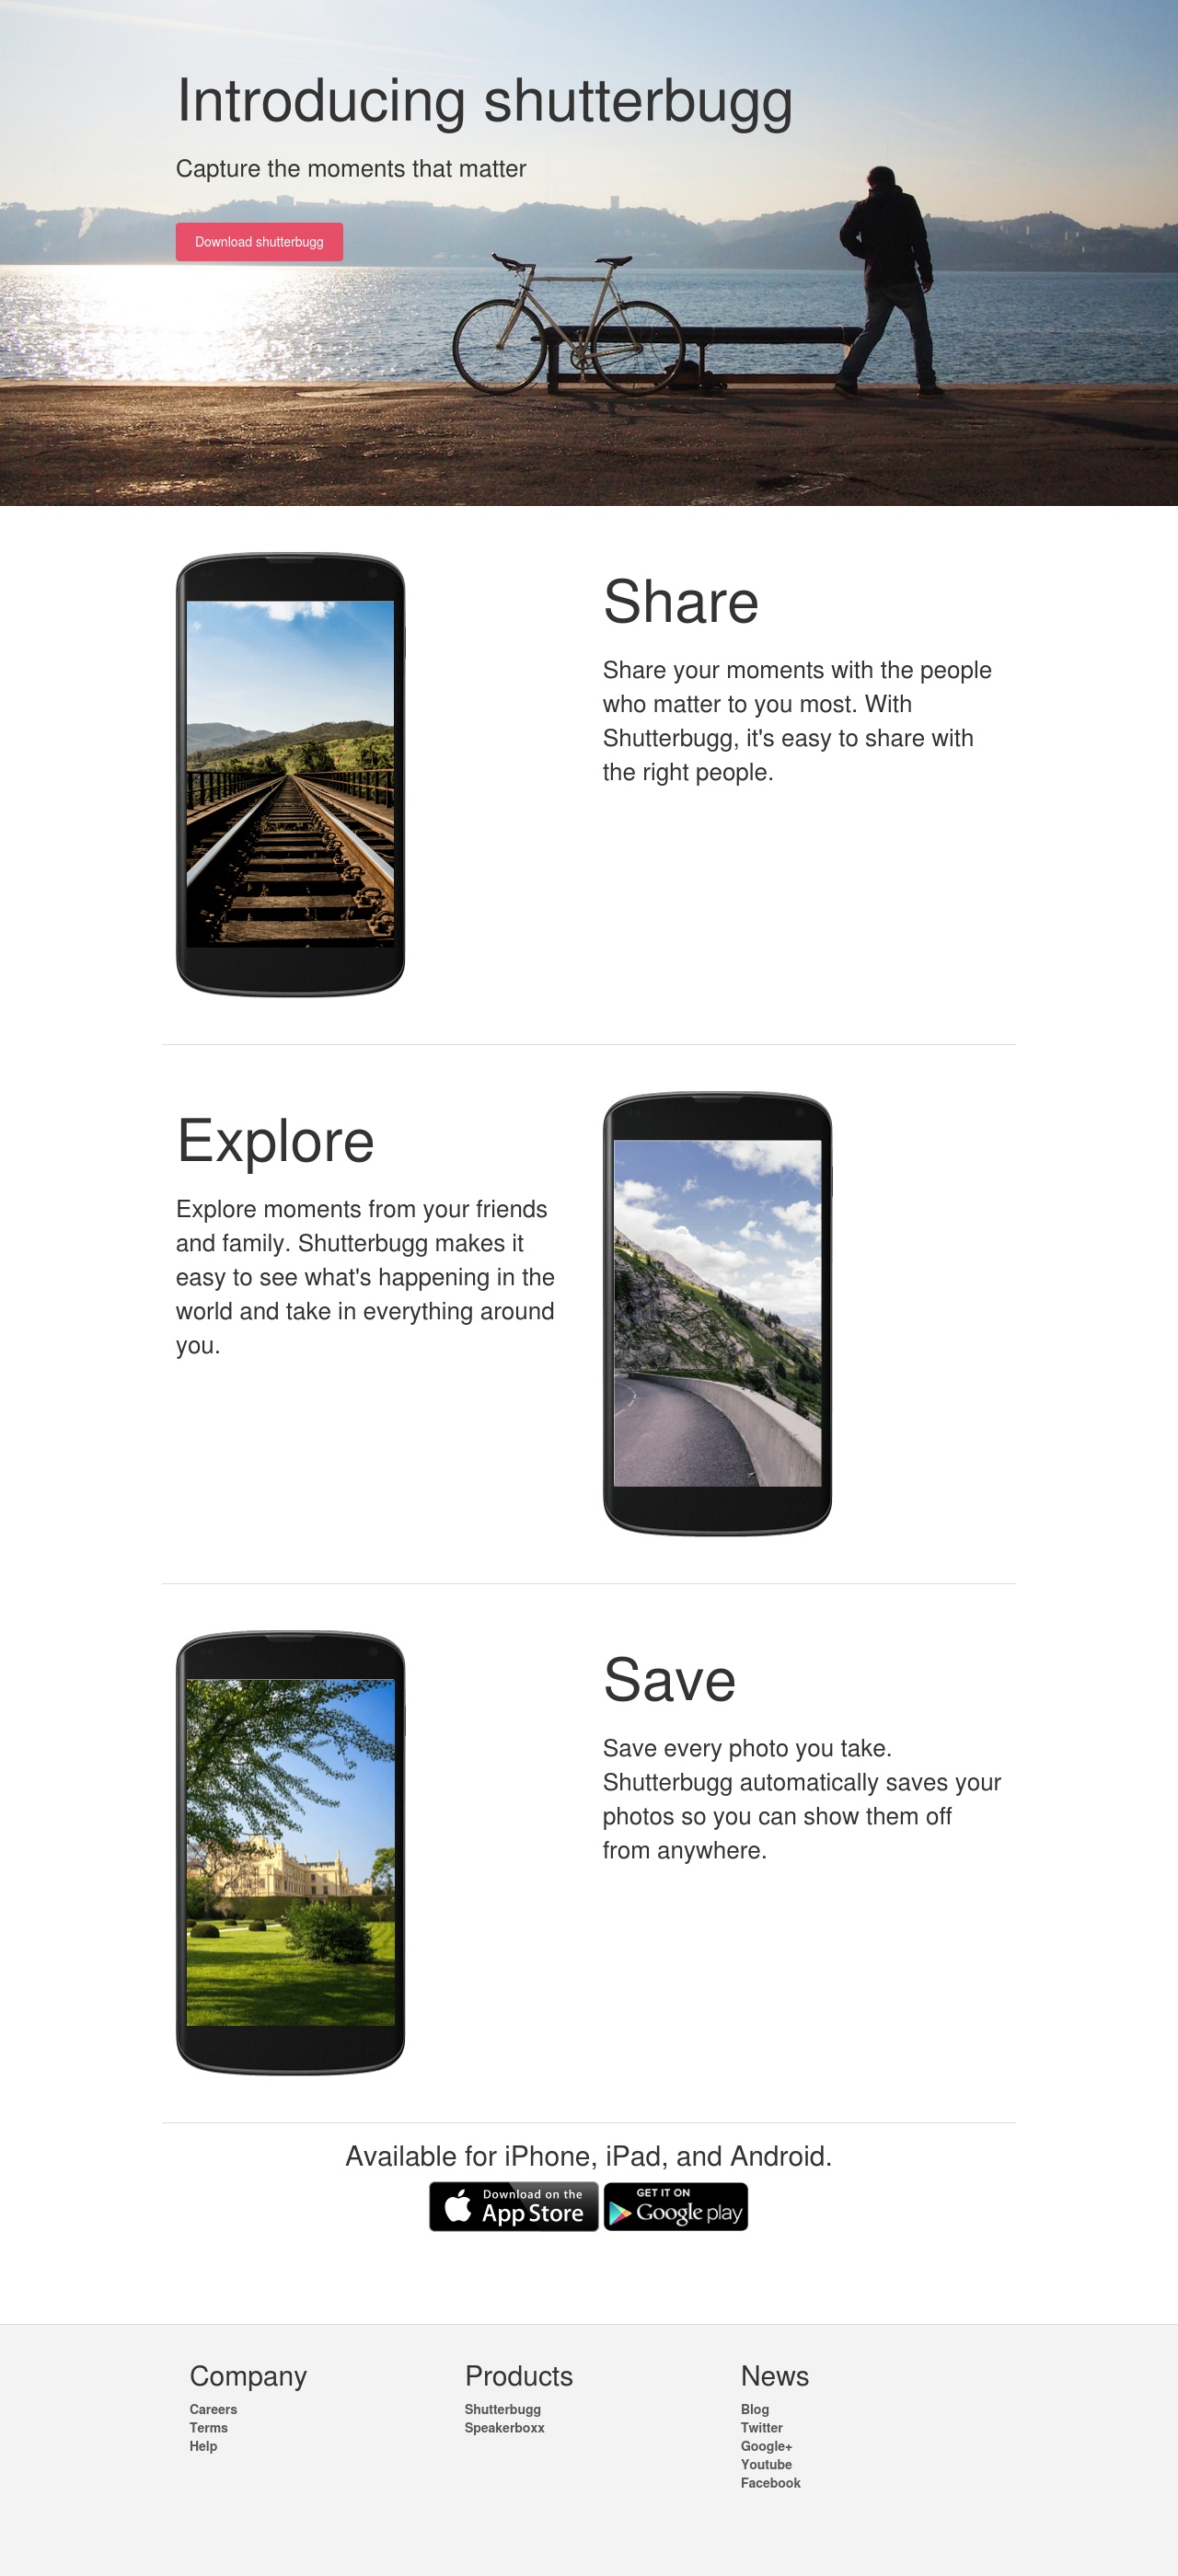 Introducing shutterbugg
Capture the moments that matter
Download shutterbugg
Share
Share your moments with the people
who matter to you most. With
Shutterbugg, it's easy to share with
the right people.
Explore
Explore moments from your friends
and family. Shutterbugg makes it
easy to see what's happening in the
world and take in everything around
you.
Save
Save every photo you take.
Shutterbugg automatically saves your
photos so you can show them off
from anywhere.
Available for iPhone, iPad, and Android.
Download on the
App Store
GET IT ON
Google play
Company
Careers
Terms
Help
Products
Shutterbugg
Speakerboxx
News
Blog
Twitter
Google+
Youtube
Facebook